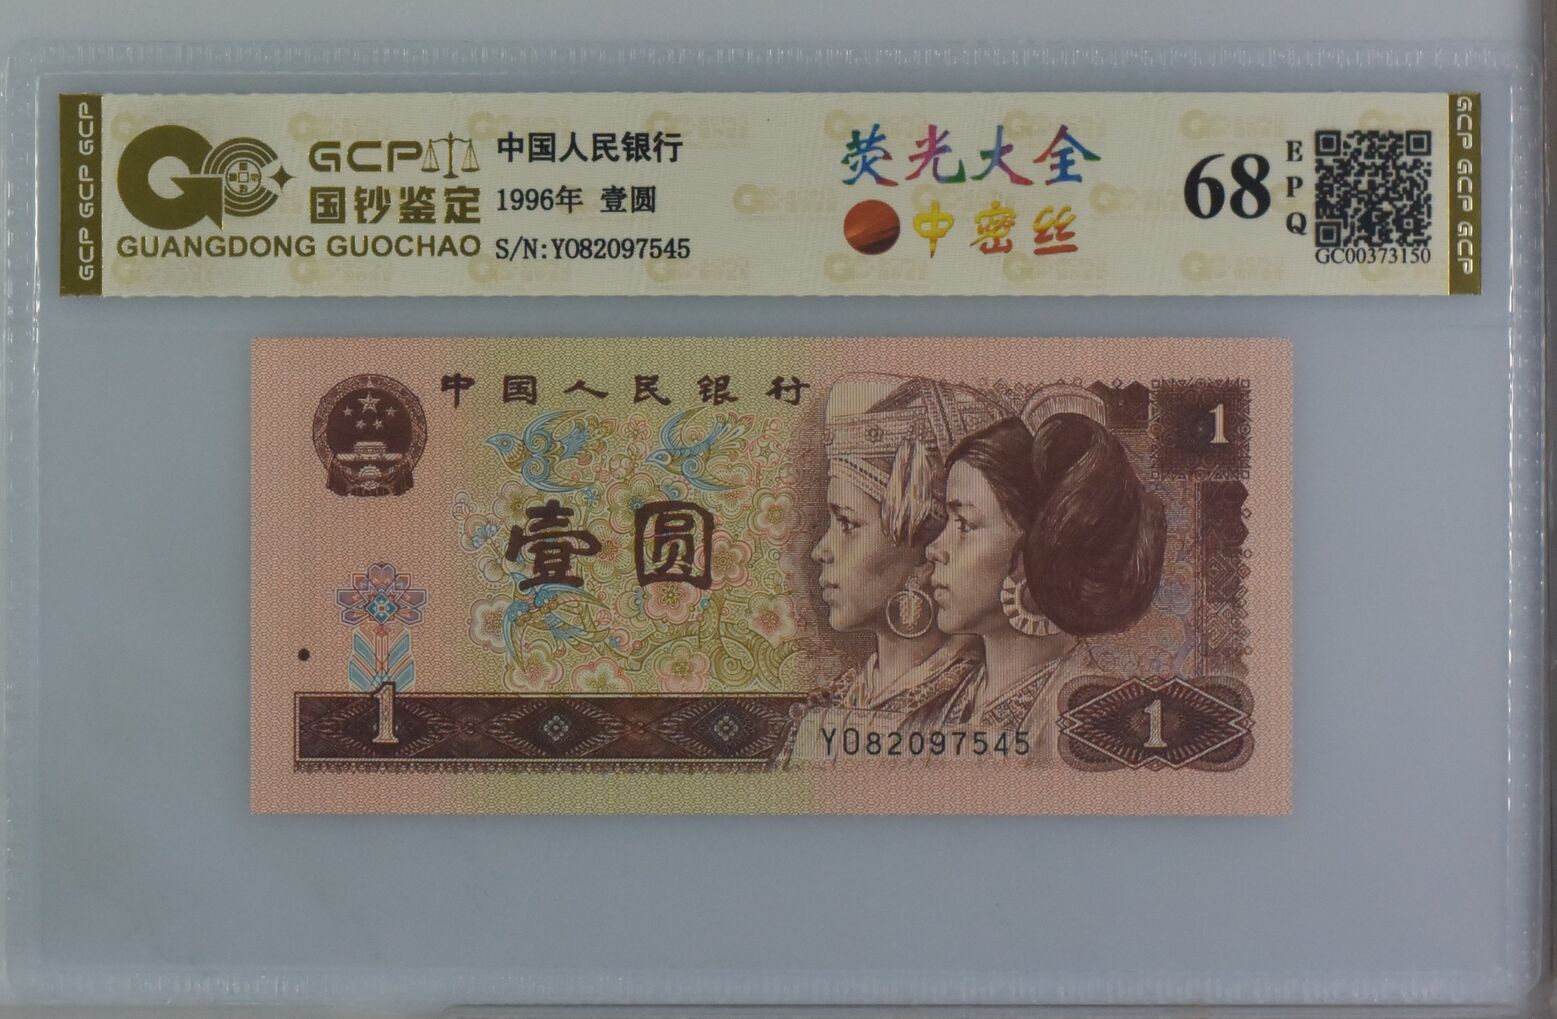 GCP GCP GCP
GCP
国钞鉴定
GUANGDONG GUOCHAO
中国人民银行
1996年 壹圆
S/N:YO82097545
荧光大全
中密丝
68
E
P
Q
GC00373150
GCP GCP GCP
中国人民银行
1
壹圆
1
YO82097545
1